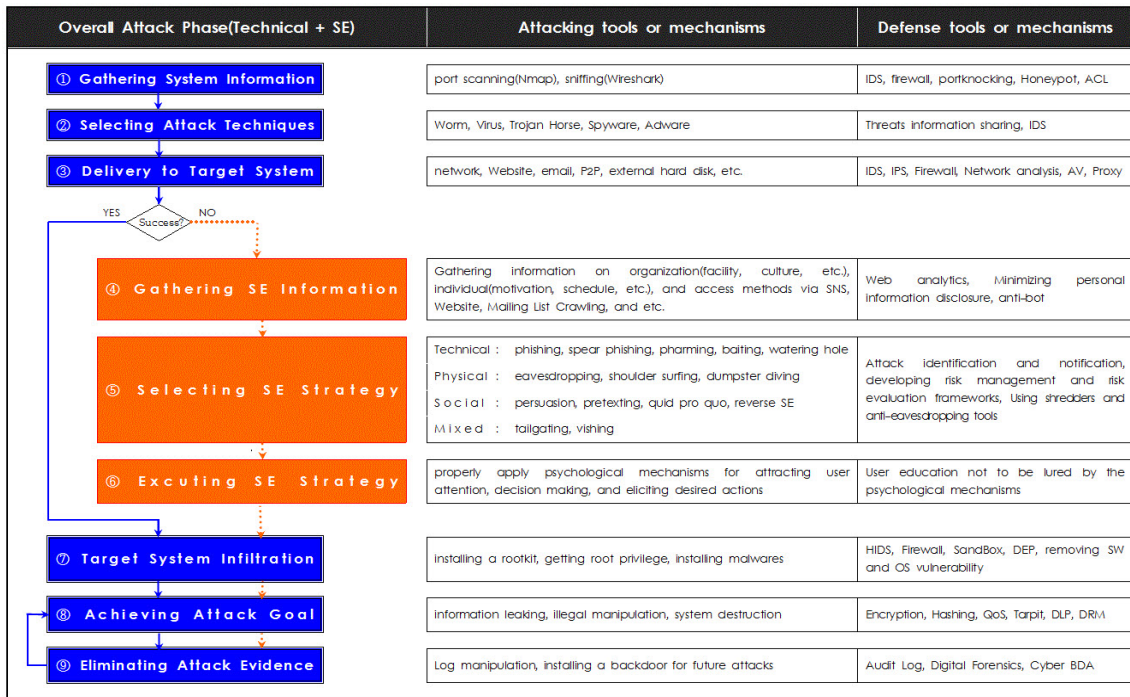 Overall Attack Phase(Technical + SE)
Attacking tools or mechanisms
Defense tools or mechanisms
① Gathering System Information
port scanning(Nmap), sniffing(Wireshark)
IDS, firewall, portknocking, Honeypot, ACL
② Selecting Attack Techniques
Worm, Virus, Trojan Horse, Spyware, Adware
Threats information sharing, IDS
③ Delivery to Target System
network, Website, email, P2P, external hard disk, etc.
IDS, IPS, Firewall, Network analysis, AV, Proxy
YES
NO
Success?
④ Gathering SE Information
Gathering information on organization(facility, culture, etc.),
individual(motivation, schedule, etc.), and access methods via SNS,
Website, Mailing List Crawling, and etc.
Web analytics, Minimizing personal
information disclosure, anti-bot
⑤ Selecting SE Strategy
Technical : phishing, spear phishing, pharming, baiting, watering hole
Physical : eavesdropping, shoulder surfing, dumpster diving
Social : persuasion, pretexting, quid pro quo, reverse SE
Mixed : tailgating, vishing
Attack identification and notification,
developing risk management and risk
evaluation frameworks, Using shredders and
anti-eavesdropping tools
⑥ Excuting SE Strategy
properly apply psychological mechanisms for attracting user
attention, decision making, and eliciting desired actions
User education not to be lured by the
psychological mechanisms
⑦ Target System Infiltration
installing a rootkit, getting root privilege, installing malwares
HIDS, Firewall, SandBox, DEP, removing SW
and OS vulnerability
⑧ Achieving Attack Goal
information leaking, illegal manipulation, system destruction
Encryption, Hashing, QoS, Tarpit, DLP, DRM
⑨ Eliminating Attack Evidence
Log manipulation, installing a backdoor for future attacks
Audit Log, Digital Forensics, Cyber BDA